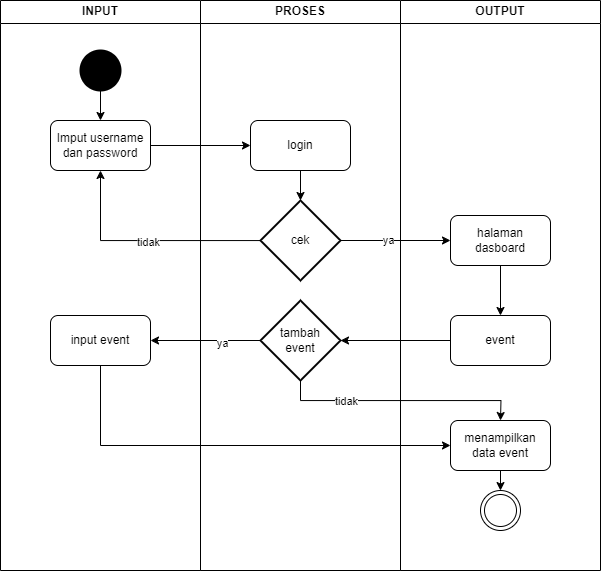 INPUT
PROSES
OUTPUT
Imput username
dan password
login
cek
tidak
ya
halaman
dasboard
input event
ya
tambah
event
event
tidak
menampilkan
data event